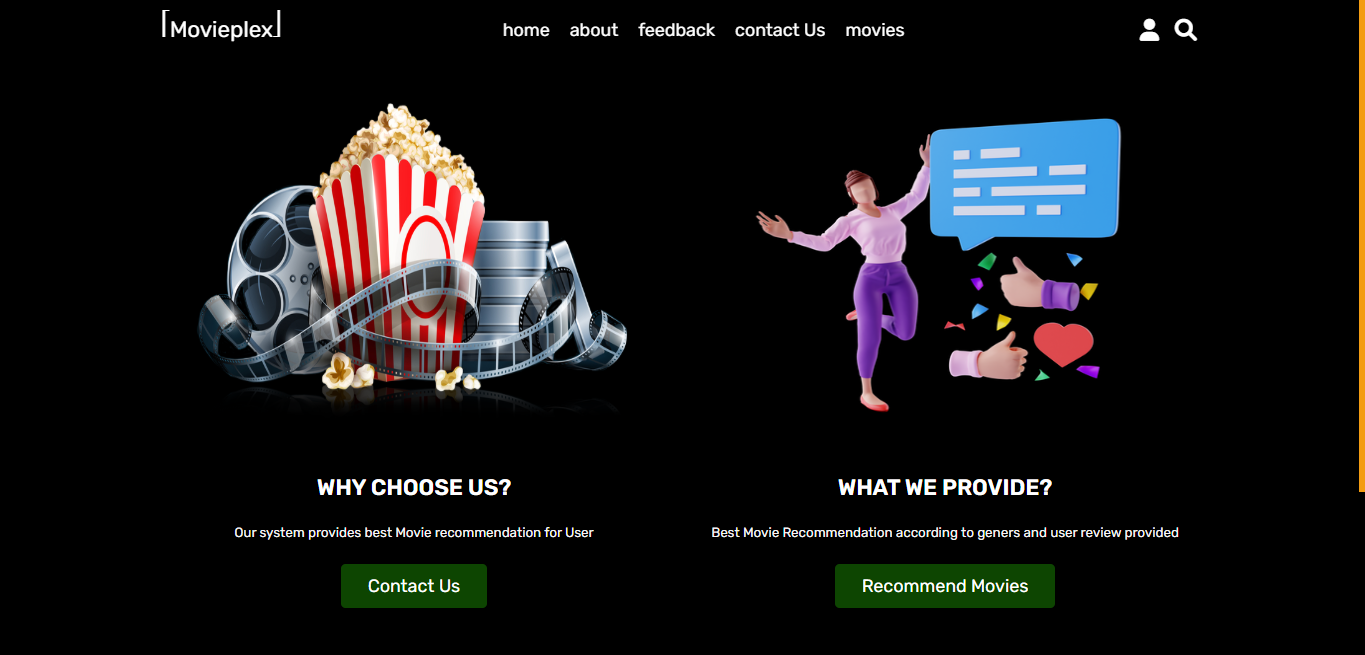 Movieplex
home about feedback contact Us movies
WHY CHOOSE US?
Our system provides best Movie recommendation for User
Contact Us
WHAT WE PROVIDE?
Best Movie Recommendation according to geners and user review provided
Recommend Movies